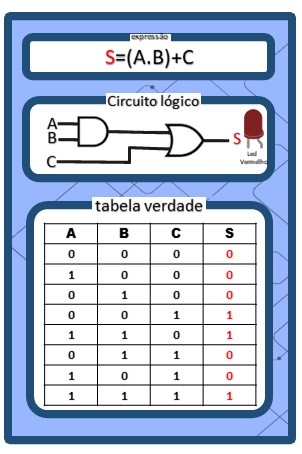 expressão
S=(A.B)+C
Circuito lógico
A
B
C
S
Led
Vermelho
tabela verdade
A B C S
0 0 0 0
1 0 0 0
0 1 0 0
0 0 1 1
1 1 0 1
0 1 1 0
1 0 1 0
1 1 1 1